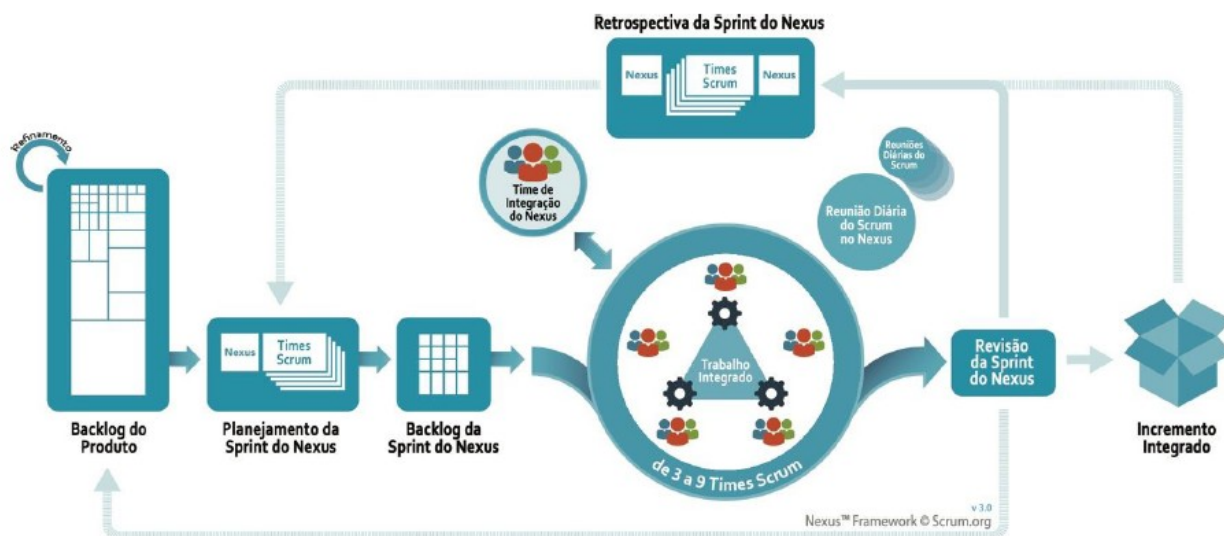 Retrospectiva da Sprint do Nexus
Nexus
Times
Scrum
Nexus
Refinamento
Time de
Integração
do Nexus
Reuniões
Diárias do
Scrum
Reunião Diária
do Scrum
no Nexus
Nexus
Times
Scrum
Trabalho
Integrado
Revisão
da Sprint
do Nexus
Backlog do
Produto
Planejamento da
Sprint do Nexus
Backlog da
Sprint do Nexus
de 3 a 9 Times Scrum
Incremento
Integrado
v 3.0
Nexus™ Framework © Scrum.org